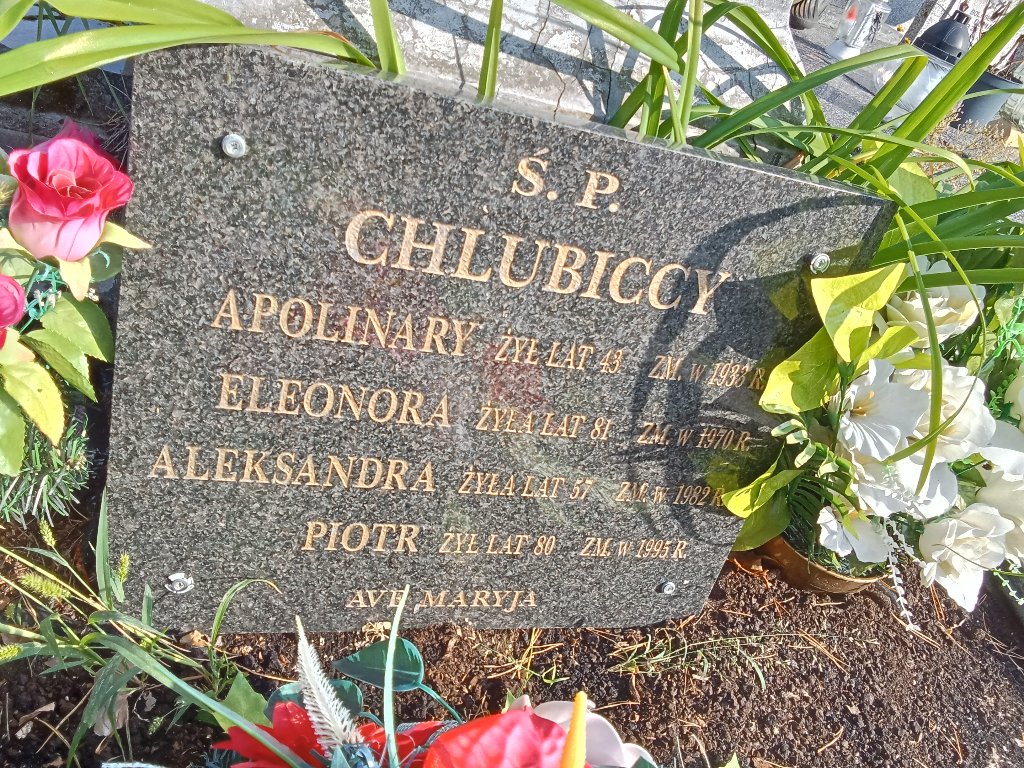 Ś. P.
CHLUBICCY
APOLINARY ŻYŁ LAT 43 ZM. w 1933 R.
ELEONORA ŻYŁA LAT 81 ZM. w 1970 R.
ALEKSANDRA ŻYŁA LAT 57 ZM. w 1982 R.
PIOTR ŻYŁ LAT 80 ZM. w 1995 R
AVE MARYJA